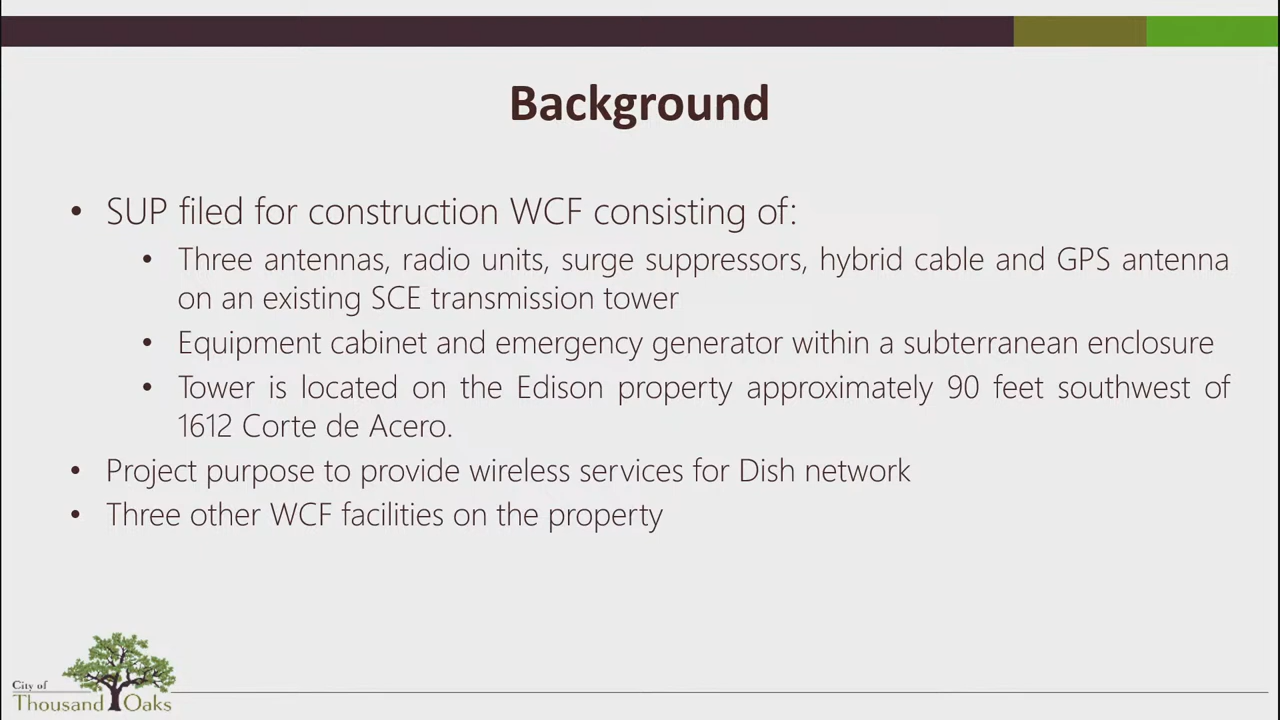 Background
• SUP filed for construction WCF consisting of:
• Three antennas, radio units, surge suppressors, hybrid cable and GPS antenna
on an existing SCE transmission tower
• Equipment cabinet and emergency generator within a subterranean enclosure
• Tower is located on the Edison property approximately 90 feet southwest of
1612 Corte de Acero.
• Project purpose to provide wireless services for Dish network
• Three other WCF facilities on the property
City of
Thousand Oaks